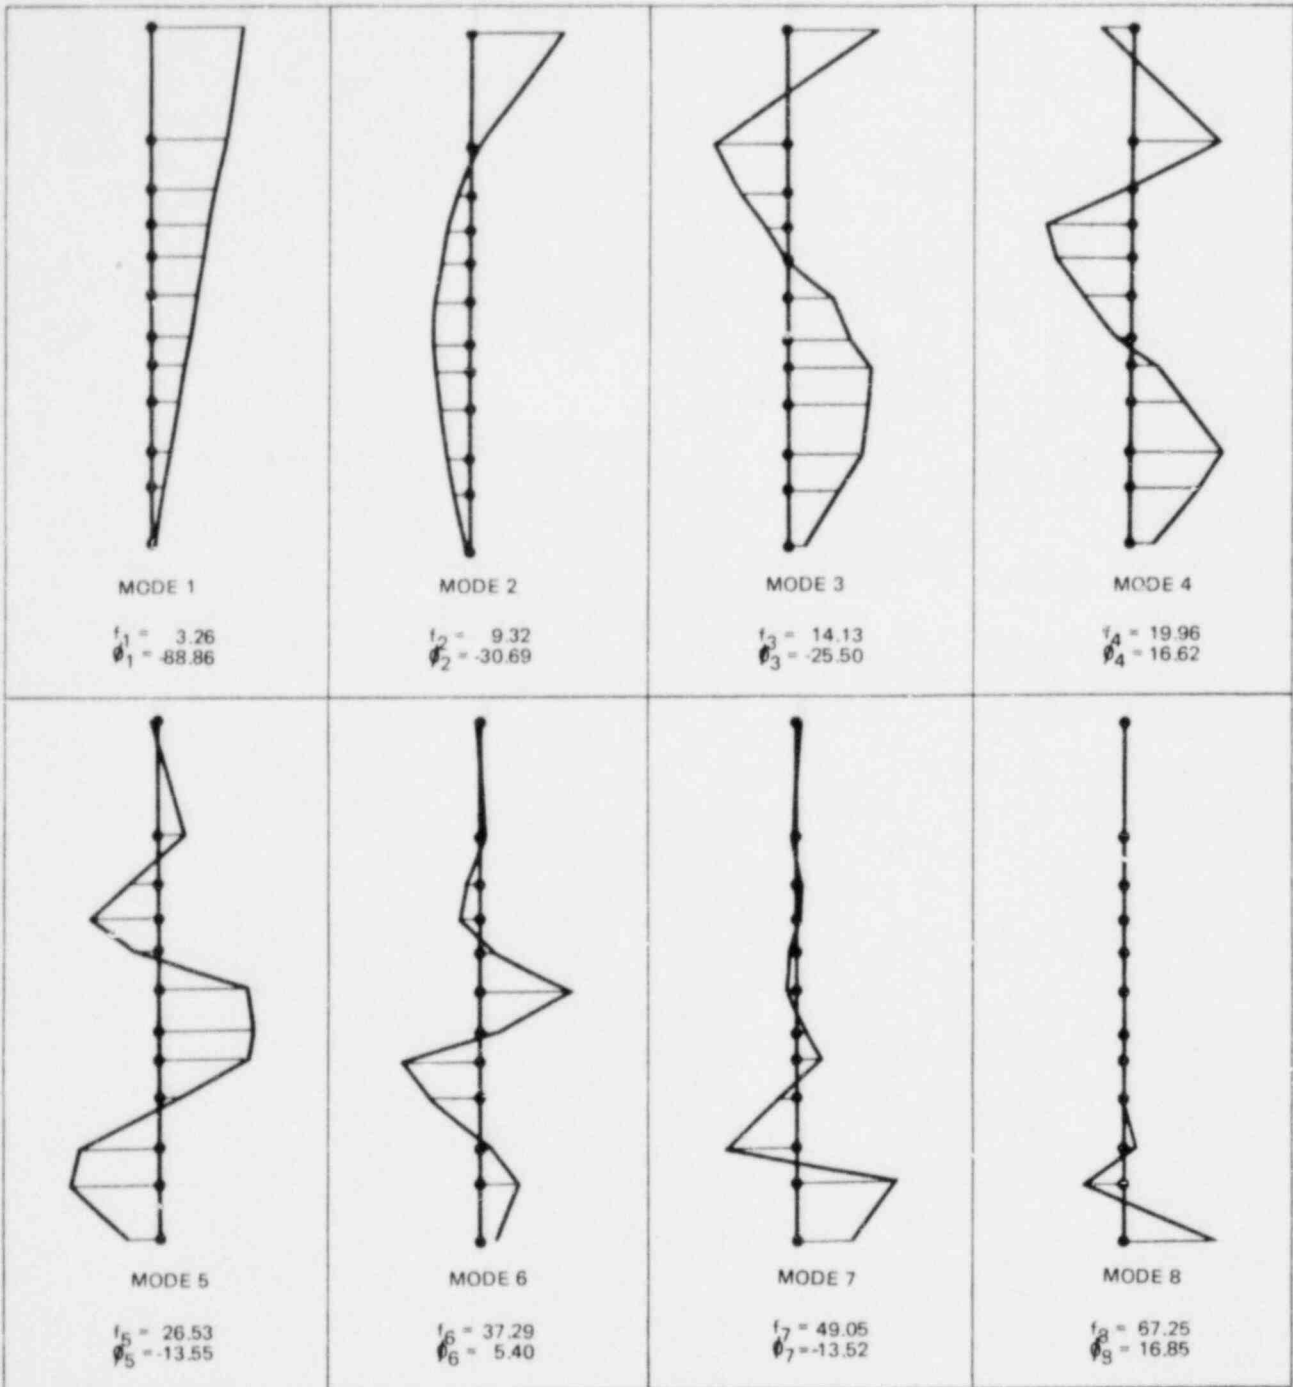 MODE 1
MODE 2
MODE 3
MODE 4
f1 = 3.26
ϕ1 = -88.86
f2 = 9.32
ϕ2 = -30.69
f3 = 14.13
ϕ3 = -25.50
f4 = 19.96
ϕ4 = 16.62
MODE 5
MODE 6
MODE 7
MODE 8
f5 = 26.53
ϕ5 = -13.55
f6 = 37.29
ϕ6 = 5.40
f7 = 49.05
ϕ7 = -13.52
f8 = 67.25
ϕ8 = 16.85